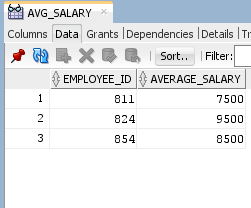 AVG_SALARY
Columns Data Grants Dependencies Details
Sort.. Filter:
EMPLOYEE_ID AVERAGE_SALARY
1 811 7500
2 824 9500
3 854 8500